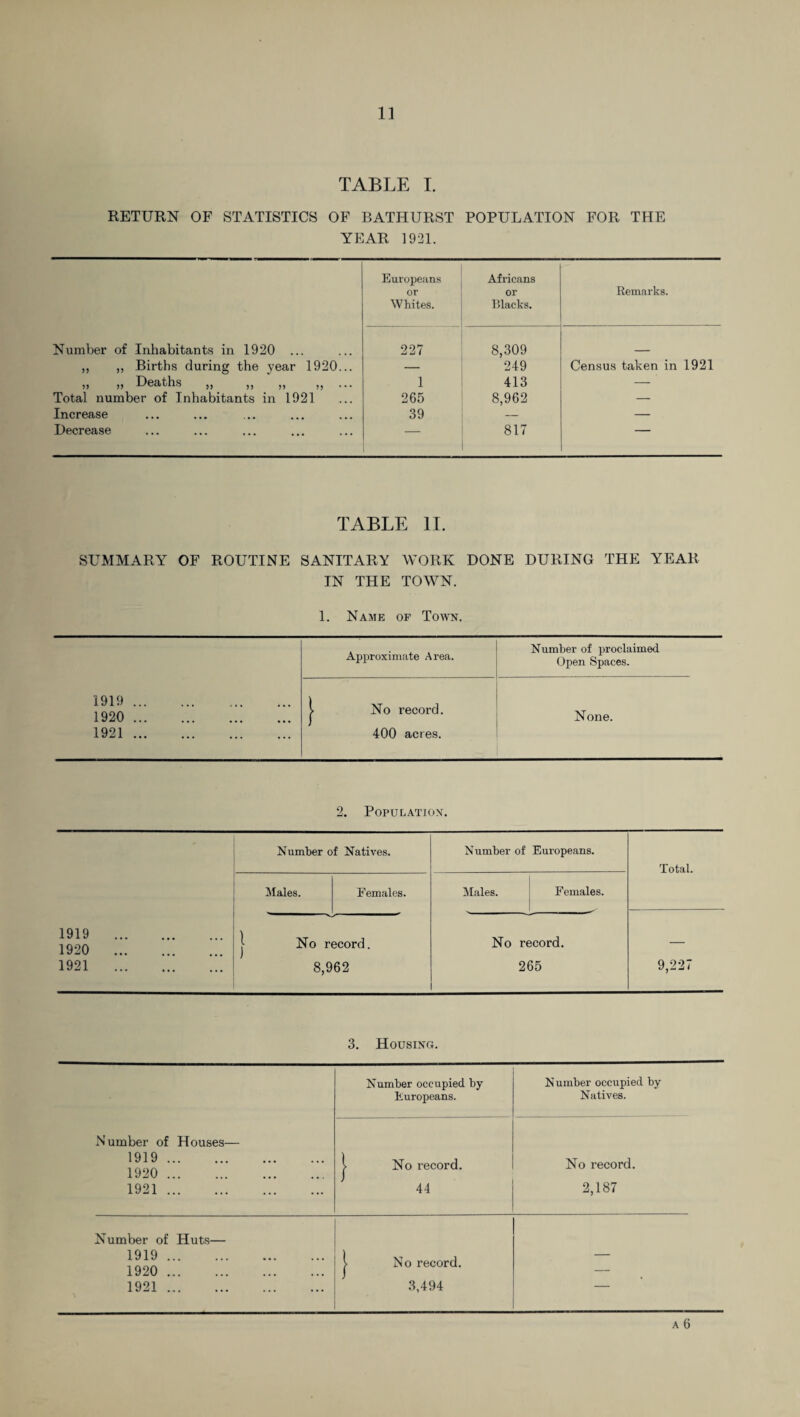 11
TABLE I.
RETURN OF STATISTICS OF BATHURST POPULATION FOR THE
YEAR 1921.
Europeans or Whites. Africans or Blacks. Remarks.
Number of Inhabitants in 1920 ... ... 227 8,309 —
„ „ Births during the year 1920... — 249 Census taken in 1921
„ „ Deaths „ „ „ „ ... 1 413 —
Total number of Inhabitants in 1921 ... 265 8,962 —
Increase ... ... ... ... ... 39 — —
Decrease ... ... ... ... ... — 817 —
TABLE II.
SUMMARY OF ROUTINE SANITARY WORK DONE DURING THE YEAR
IN THE TOWN.
1. Name of Town.
Approximate Area. Number of proclaimed Open Spaces.
1919 ... ... ... ...
1920 ... ... ... ... } No record. None.
1921 ... ... ... ... 400 acres.
2. Population.
Number of Natives. Number of Europeans. Total.
Males. Females. Males. Females.
1919 ... ... ...
1920 ... ... ... } No record. No record. —
1921 ... ... ... 8,962 265 9,227
3. Housing.
Number occupied by Europeans. Number occupied by Natives.
Number of Houses—
1919 ... ... ... ...
1920 ... ... ... ... } No record. No record.
1921 ... ... ... ... 44 2,187
Number of Huts—
1919 ... ... ... ... —
1920 ... ... ... ... } No record. —
1921 ... ... ... ... 3,494 —
A 6